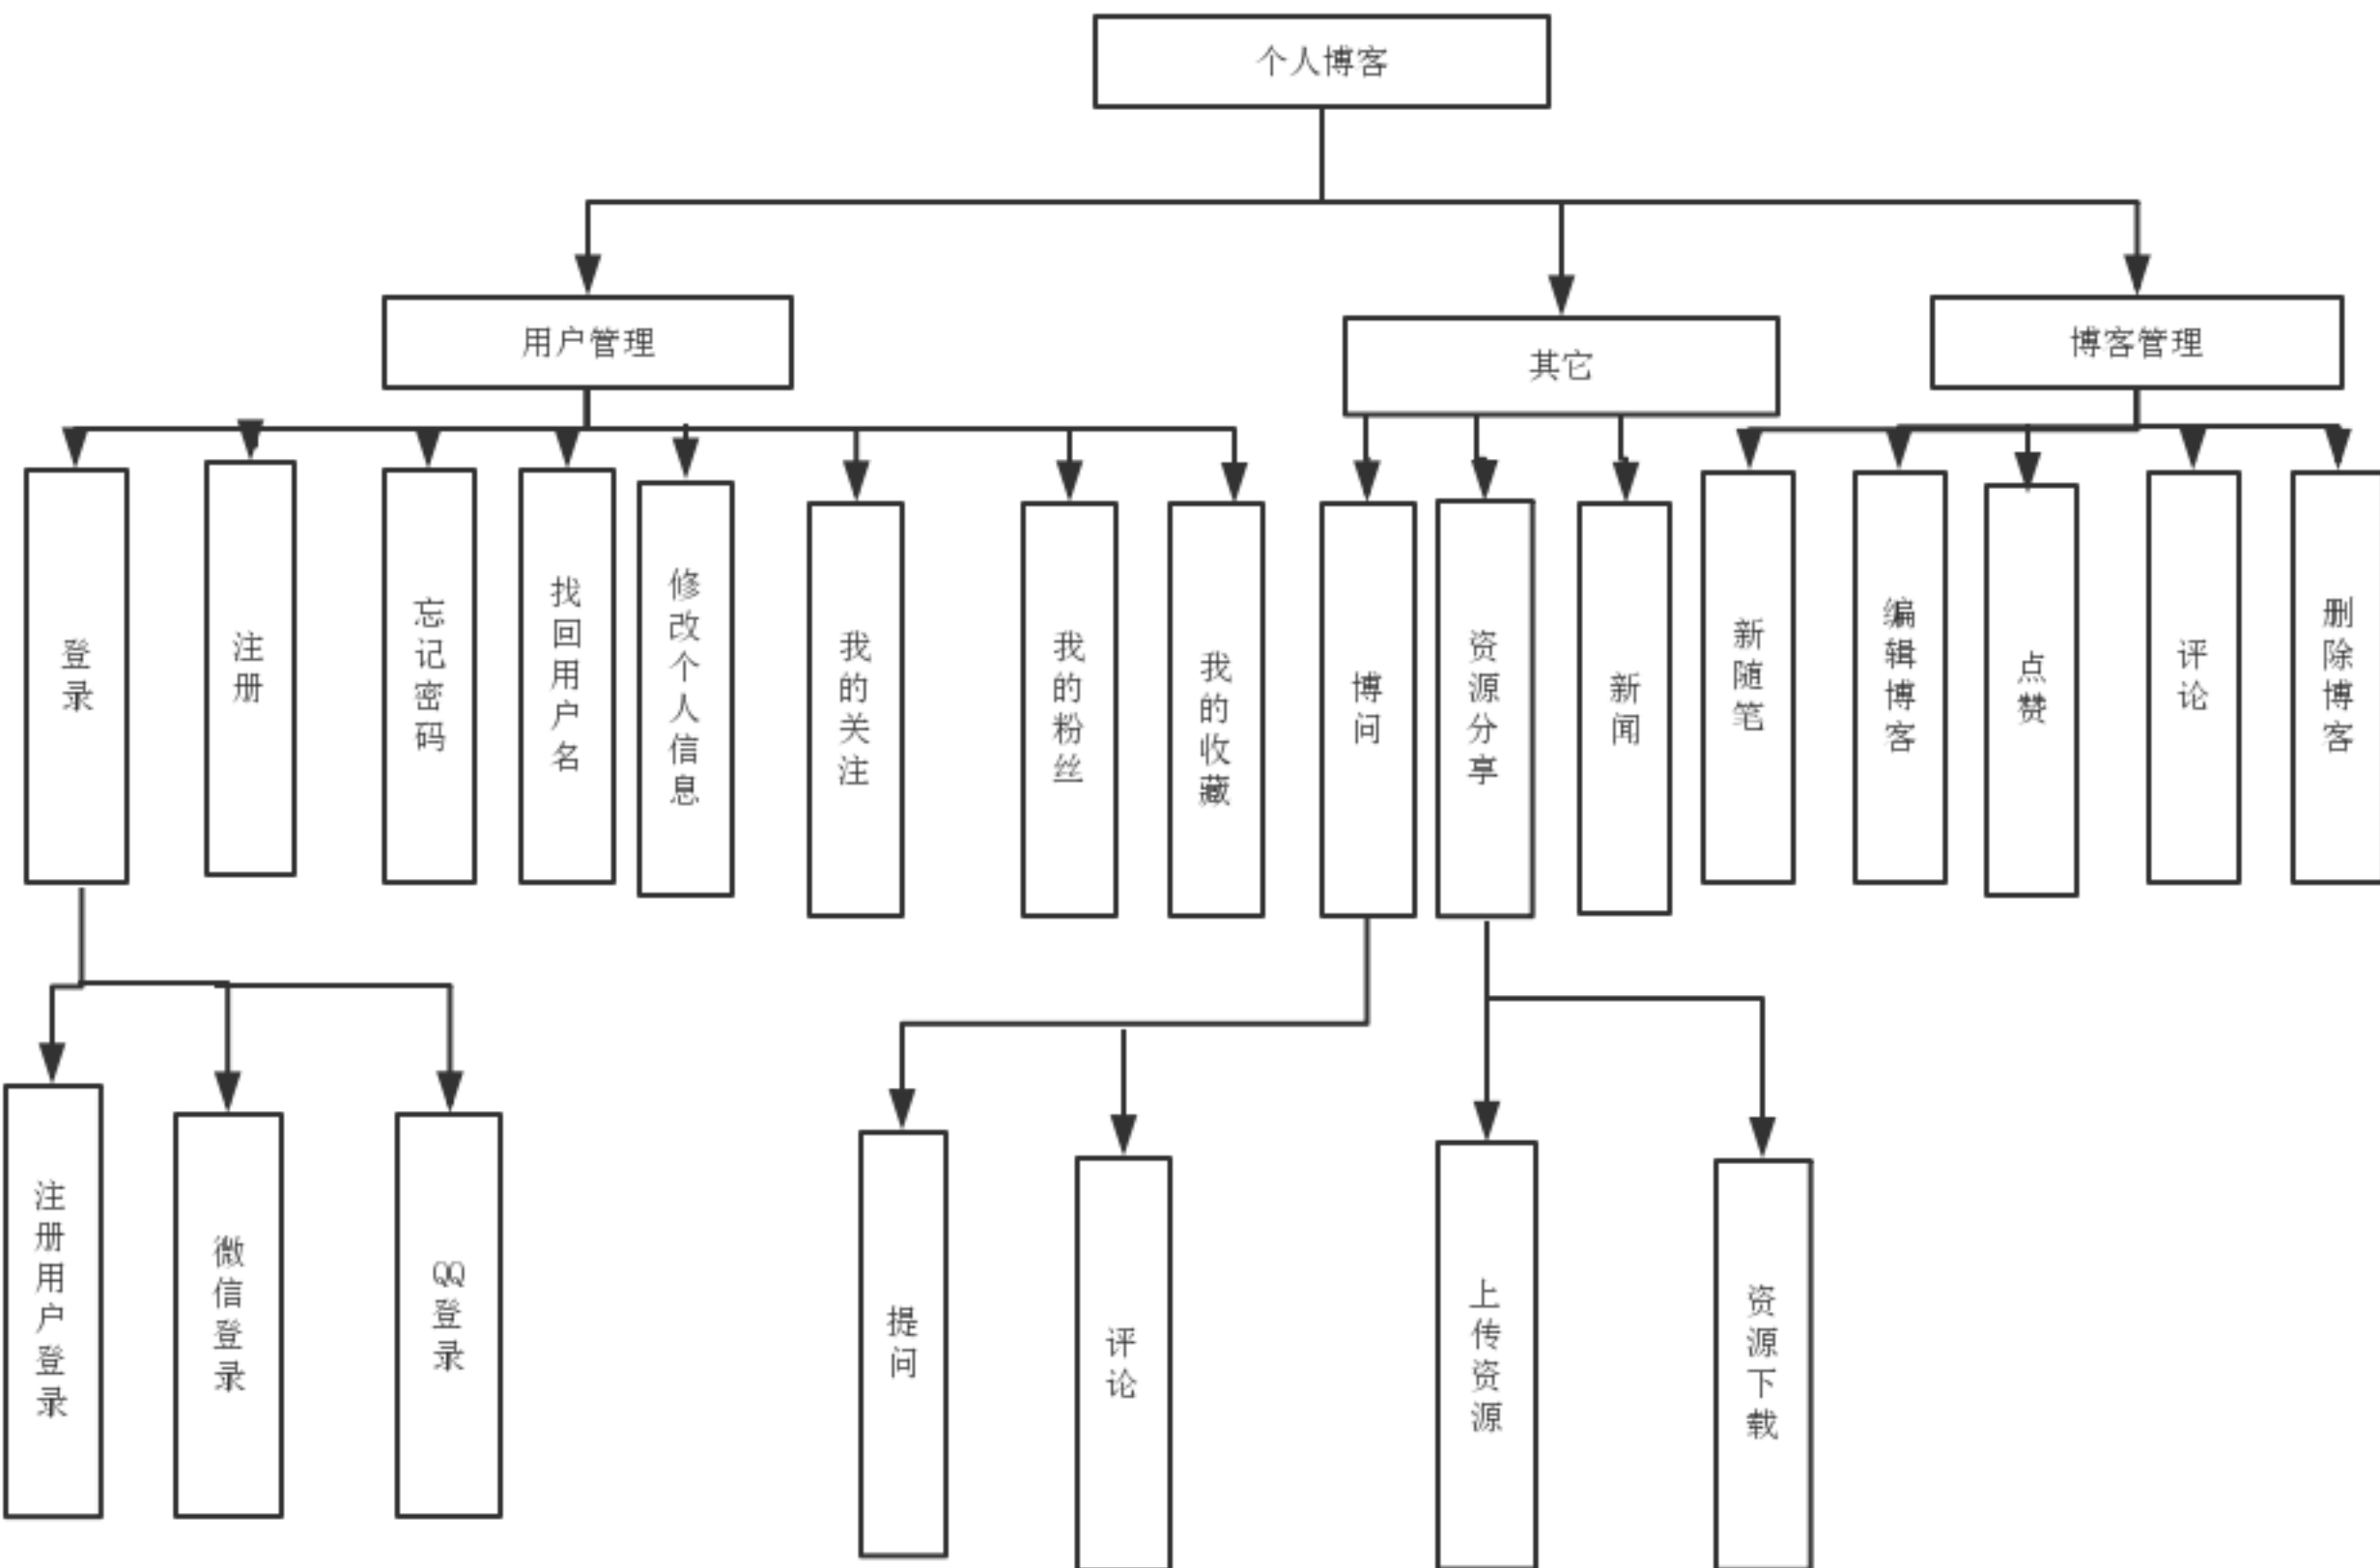 个人博客
用户管理
其它
博客管理
登录
注册
忘记密码
找回用户名
修改个人信息
我的关注
我的粉丝
我的收藏
博问
资源分享
新闻
新随笔
编辑博客
点赞
评论
删除博客
注册用户登录
微信登录
QQ登录
提问
评论
上传资源
资源下载